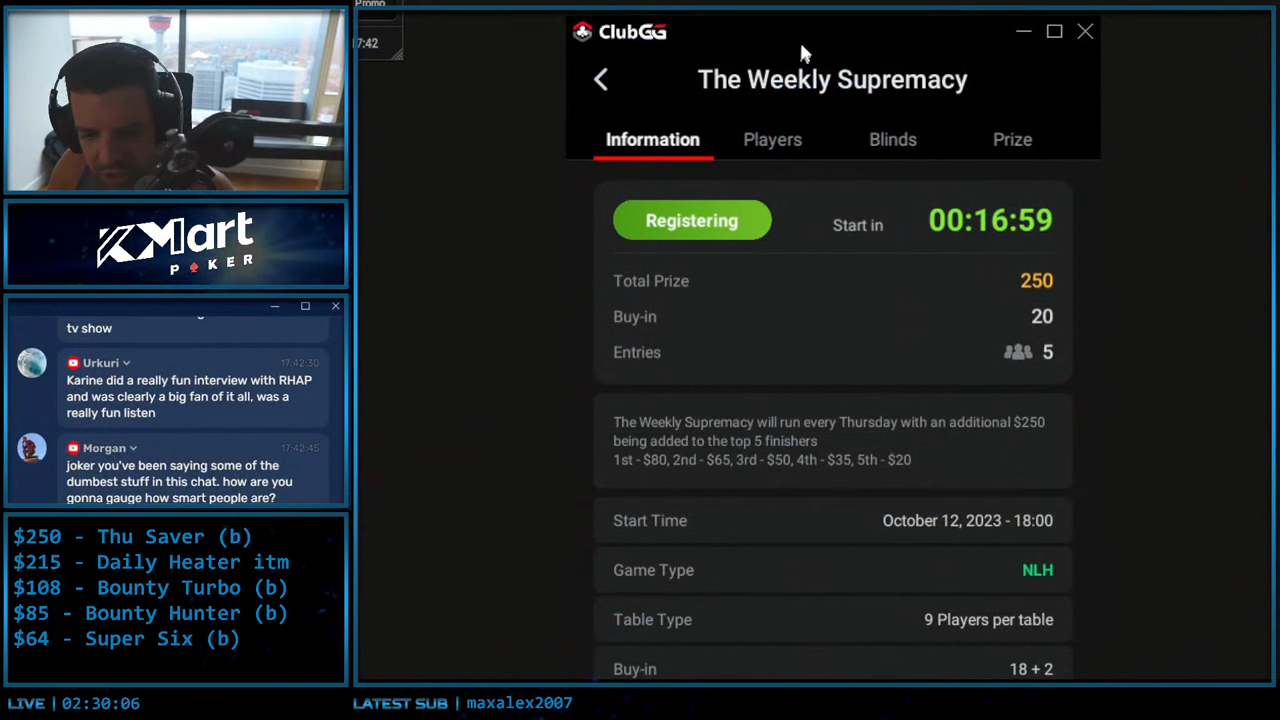 Promo
17:42
KMart
POKER
tv show
Urkuri
17:42:30
Karine did a really fun interview with RHAP
and was clearly a big fan of it all, was a
really fun listen
Morgan
17:42:45
joker you've been saying some of the
dumbest stuff in this chat. how are you
gonna gauge how smart people are?
$250 - Thu Saver (b)
$215 - Daily Heater itm
$108 - Bounty Turbo (b)
$85 - Bounty Hunter (b)
$64 - Super Six (b)
LIVE | 02:30:06
LATEST SUB | maxalex2007
ClubGG
The Weekly Supremacy
Information Players Blinds Prize
Registering Start in 00:16:59
Total Prize 250
Buy-in 20
Entries 5
The Weekly Supremacy will run every Thursday with an additional $250
being added to the top 5 finishers
1st - $80, 2nd - $65, 3rd - $50, 4th - $35, 5th - $20
Start Time October 12, 2023 - 18:00
Game Type NLH
Table Type 9 Players per table
Buy-in 18 + 2